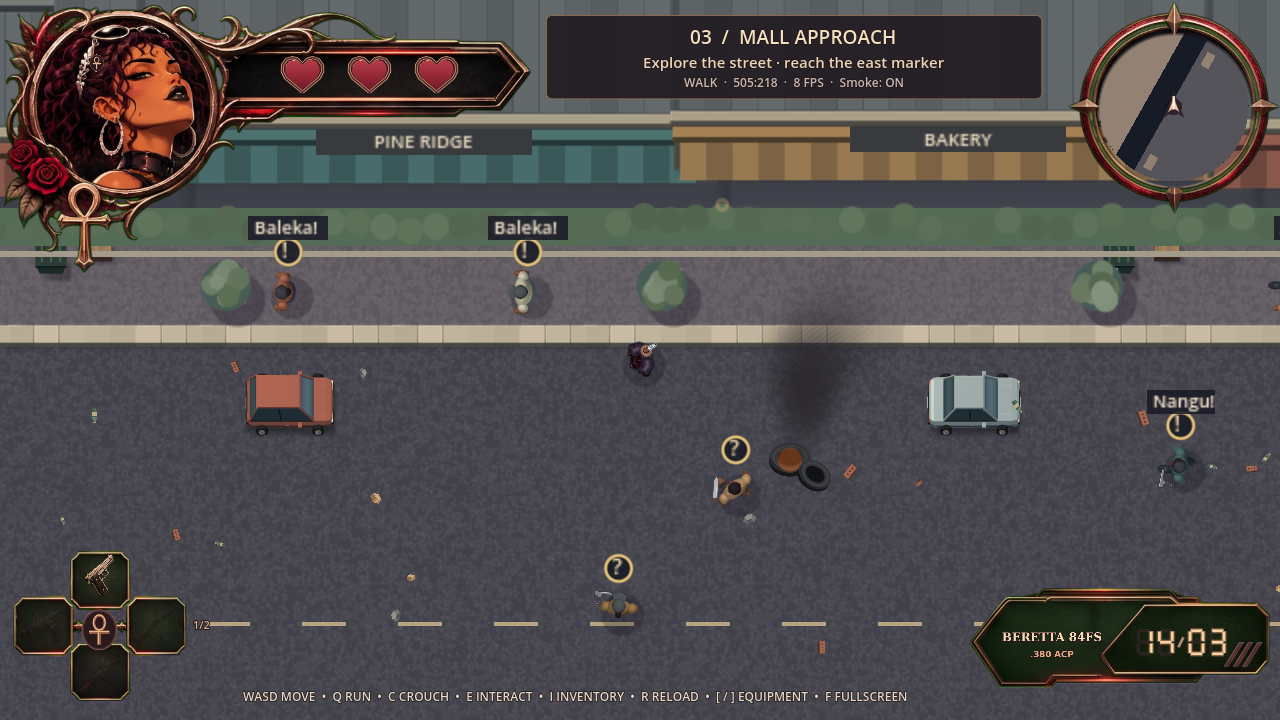 03 / MALL APPROACH
Explore the street · reach the east marker
WALK · 505:218 · 8 FPS · Smoke: ON
PINE RIDGE
BAKERY
Baleka!
!
Baleka!
!
Nangu!
!
?
?
1/2
BERETTA 84FS
.380 ACP
14/03
WASD MOVE • Q RUN • C CROUCH • E INTERACT • I INVENTORY • R RELOAD • [ / ] EQUIPMENT • F FULLSCREEN